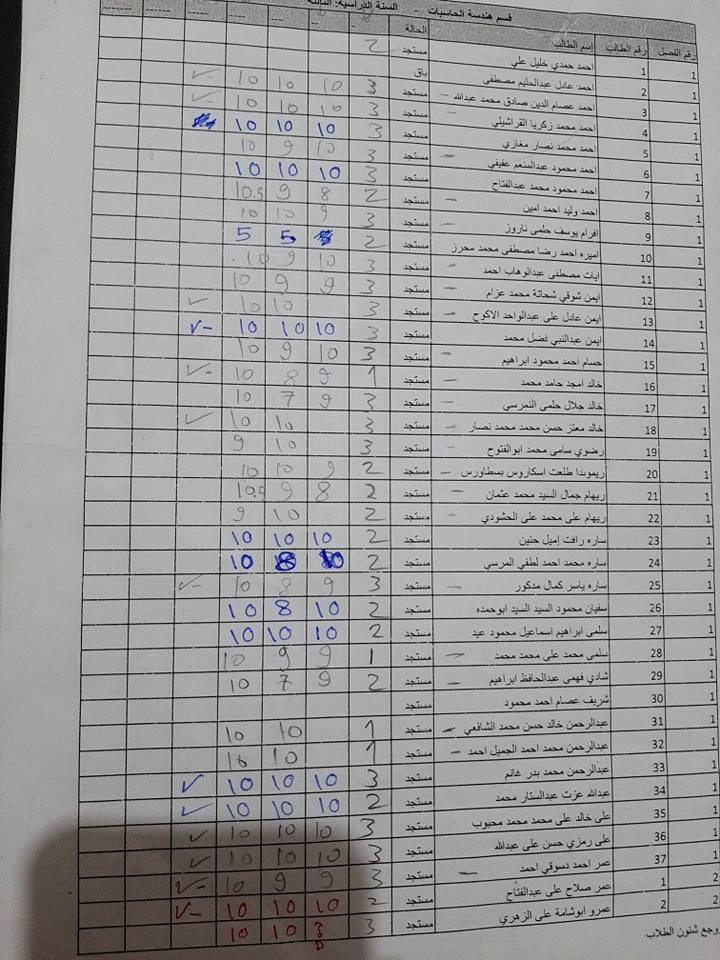 قسم هندسة الحاسبات - السنة الدراسية: الثالثة
رقم الفصل رقم الطالب إسم الطالب الحالة
1 1 احمد حمدي خليل علي مستجد 2
1 2 احمد عادل عبدالحليم مصطفى باق
1 3 احمد عصام الدين صادق محمد عبدالله مستجد 3 10 10 10 ✓
1 4 احمد محمد زكريا القراشيلي مستجد 3 10 10 10 ✓
1 5 احمد محمد نصار مغازي مستجد 3 10 10 10
1 6 احمد محمود عبدالمنعم عفيفي مستجد 3 10 9 10
1 7 احمد محمود محمد عبدالفتاح مستجد 3 10 10 10
1 8 احمد وليد احمد امين مستجد 2 8 9 10.5
1 9 افرام يوسف حلمى ناروز مستجد 3 9 10 10
1 10 اميره احمد رضا مصطفى محمد محرز مستجد 2 5 5
1 11 ايات مصطفى عبدالوهاب احمد مستجد 3 10 9 10
1 12 ايمن شوقي شحاتة محمد عزام مستجد 3 9 9 10
1 13 ايمن عادل على عبدالواحد الاكوح مستجد 3 10 10 ✓
1 14 ايمن عبدالنبي فضل محمد مستجد 3 10 10 10 ✓
1 15 حسام احمد محمود ابراهيم مستجد 3 10 9 10
1 16 خالد امجد حامد محمد مستجد 1 9 8 10 ✓
1 17 خالد جلال حلمى النمرسي مستجد 3 9 7 10
1 18 خالد معتز حسن محمد محمد نصار مستجد 3 10 10 ✓
1 19 رضوي سامى محمد ابوالفتوح مستجد 3 10 9
1 20 ريموندا طلعت اسكاروس بسطاورس مستجد 2 9 10 10
1 21 ريهام جمال السيد محمد عثمان مستجد 2 8 9 10.5
1 22 ريهام على محمد على الحشودي مستجد 2 10 9
1 23 ساره رافت إميل حنين مستجد 2 10 10 10
1 24 ساره محمد احمد لطفي المرسي مستجد 2 10 8 10
1 25 ساره ياسر كمال مدكور مستجد 3 9 8 10 ✓
1 26 سفيان محمود السيد السيد ابوحمده مستجد 2 10 8 10
1 27 سلمى ابراهيم اسماعيل محمود عيد مستجد 2 10 10 10
1 28 سلمى محمد على محمد محمد مستجد 1 9 9 10
1 29 شادي فهمى عبدالحافظ ابراهيم مستجد 2 9 7 10
1 30 شريف عصام احمد محمود مستجد
1 31 عبدالرحمن خالد حسن محمد الشافعي مستجد 1 10 10
1 32 عبدالرحمن محمد احمد الجميل احمد مستجد 1 10 10
1 33 عبدالرحمن محمد بدر غانم مستجد 3 10 10 10 ✓
1 34 عبدالله عزت عبدالستار محمد مستجد 2 10 10 10 ✓
1 35 على خالد على محمد محمد محبوب مستجد 3 10 10 10 ✓
1 36 على رمزي حسن على عبدالله مستجد 3 10 10 10 ✓
1 37 عمر احمد دسوقي احمد مستجد 3 9 9 10 ✓
2 1 عمر صلاح على عبدالفتاح مستجد 2 10 10 10 ✓
2 2 عمرو ابوشامة على الزهري مستجد 3 10 10
وجع شئون الطلاب